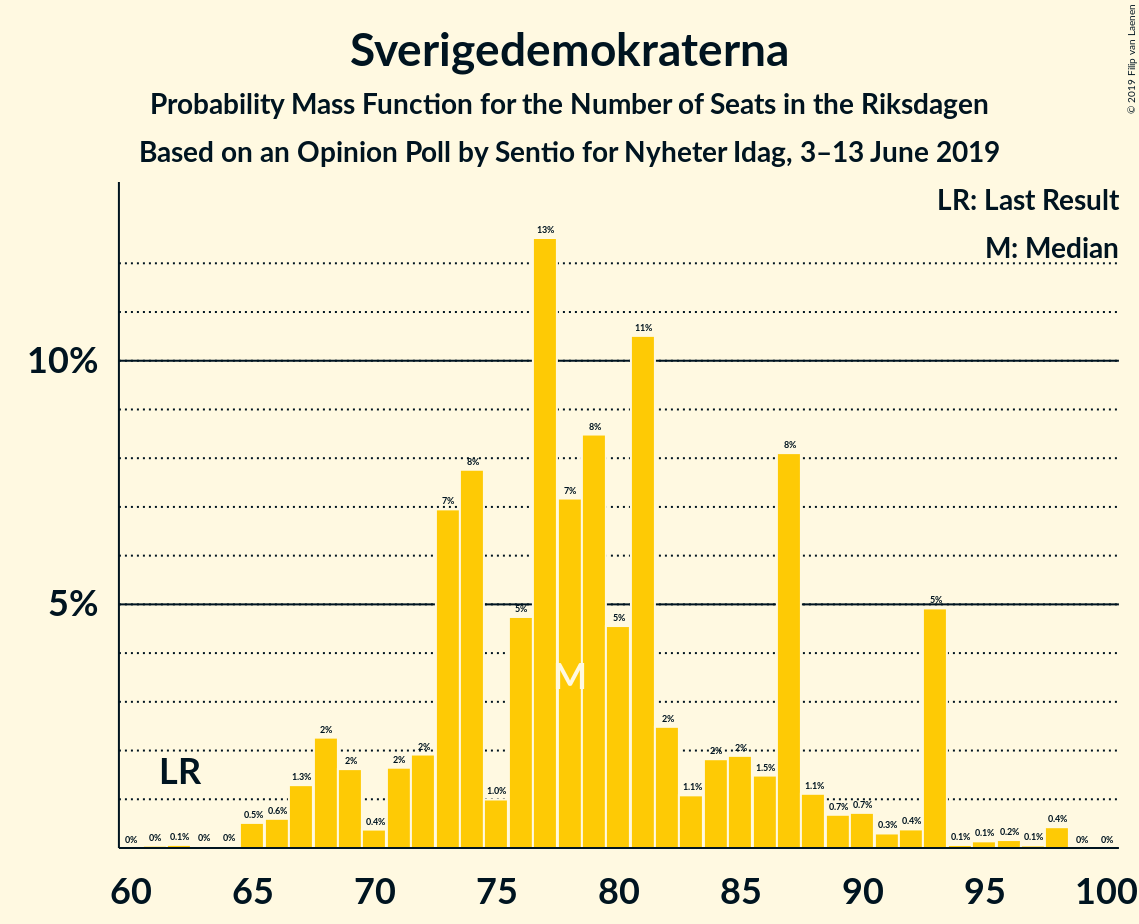 Sverigedemokraterna
Probability Mass Function for the Number of Seats in the Riksdagen
Based on an Opinion Poll by Sentio for Nyheter Idag, 3–13 June 2019
© 2019 Filip van Laenen
LR: Last Result
M: Median
10%
5%
0% 0% 0.1% 0% 0% 0.5% 0.6% 1.3% 2% 2% 0.4% 2% 2% 7% 8% 1.0% 5% 13% 7% 8% 5% 11% 2% 1.1% 2% 2% 1.5% 8% 1.1% 0.7% 0.7% 0.3% 0.4% 5% 0.1% 0.1% 0.2% 0.1% 0.4% 0% 0%
LR
M
60 65 70 75 80 85 90 95 100